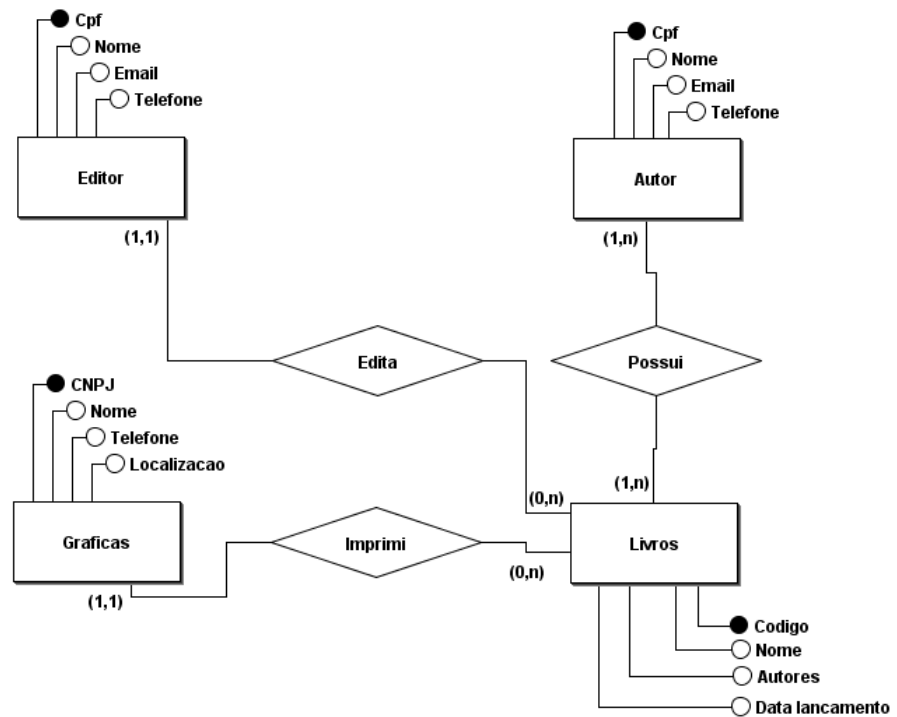 Cpf
Nome
Email
Telefone
Editor
(1,1)
Cpf
Nome
Email
Telefone
Autor
(1,n)
Edita
Possui
CNPJ
Nome
Telefone
Localizacao
Graficas
(1,1)
Imprimi
(0,n)
(0,n)
(1,n)
Livros
Codigo
Nome
Autores
Data lancamento